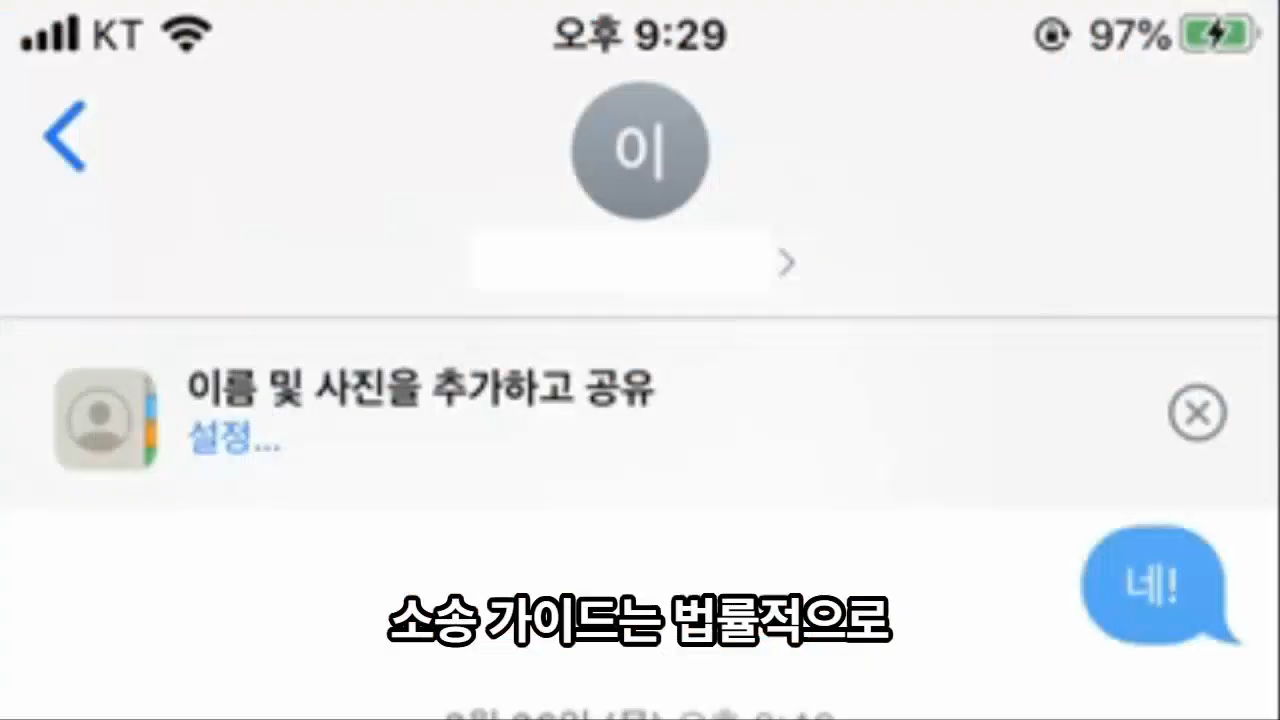 KT 오후 9:29 97%
이
이름 및 사진을 추가하고 공유
설정...
네!
소송 가이드는 법률적으로